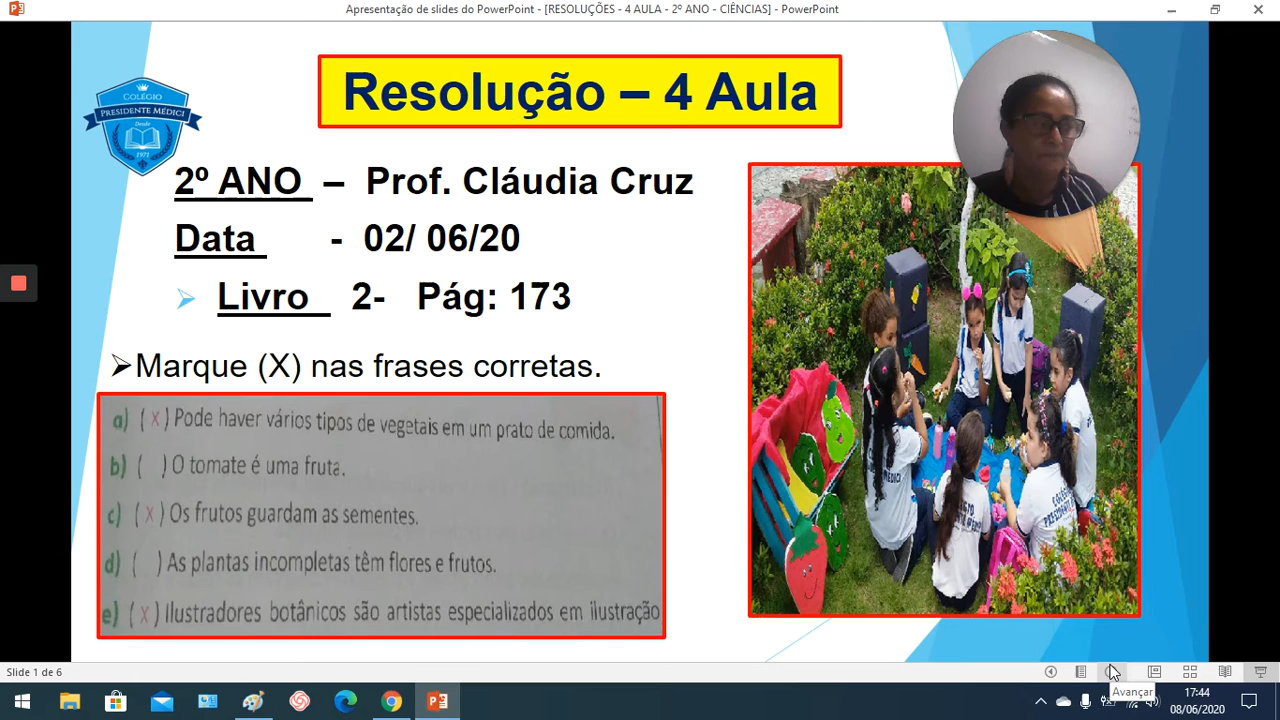 Apresentação de slides do PowerPoint - [RESOLUÇÕES - 4 AULA - 2º ANO - CIÊNCIAS] - PowerPoint
Resolução – 4 Aula
COLÉGIO
PRESIDENTE MÉDICI
Desde
1971
2º ANO – Prof. Cláudia Cruz
Data - 02/ 06/20
Livro 2- Pág: 173
Marque (X) nas frases corretas.
a) ( x ) Pode haver vários tipos de vegetais em um prato de comida.
b) ( ) O tomate é uma fruta.
c) ( x ) Os frutos guardam as sementes.
d) ( ) As plantas incompletas têm flores e frutos.
e) ( x ) Ilustradores botânicos são artistas especializados em ilustração
Slide 1 de 6
Avançar
17:44
08/06/2020